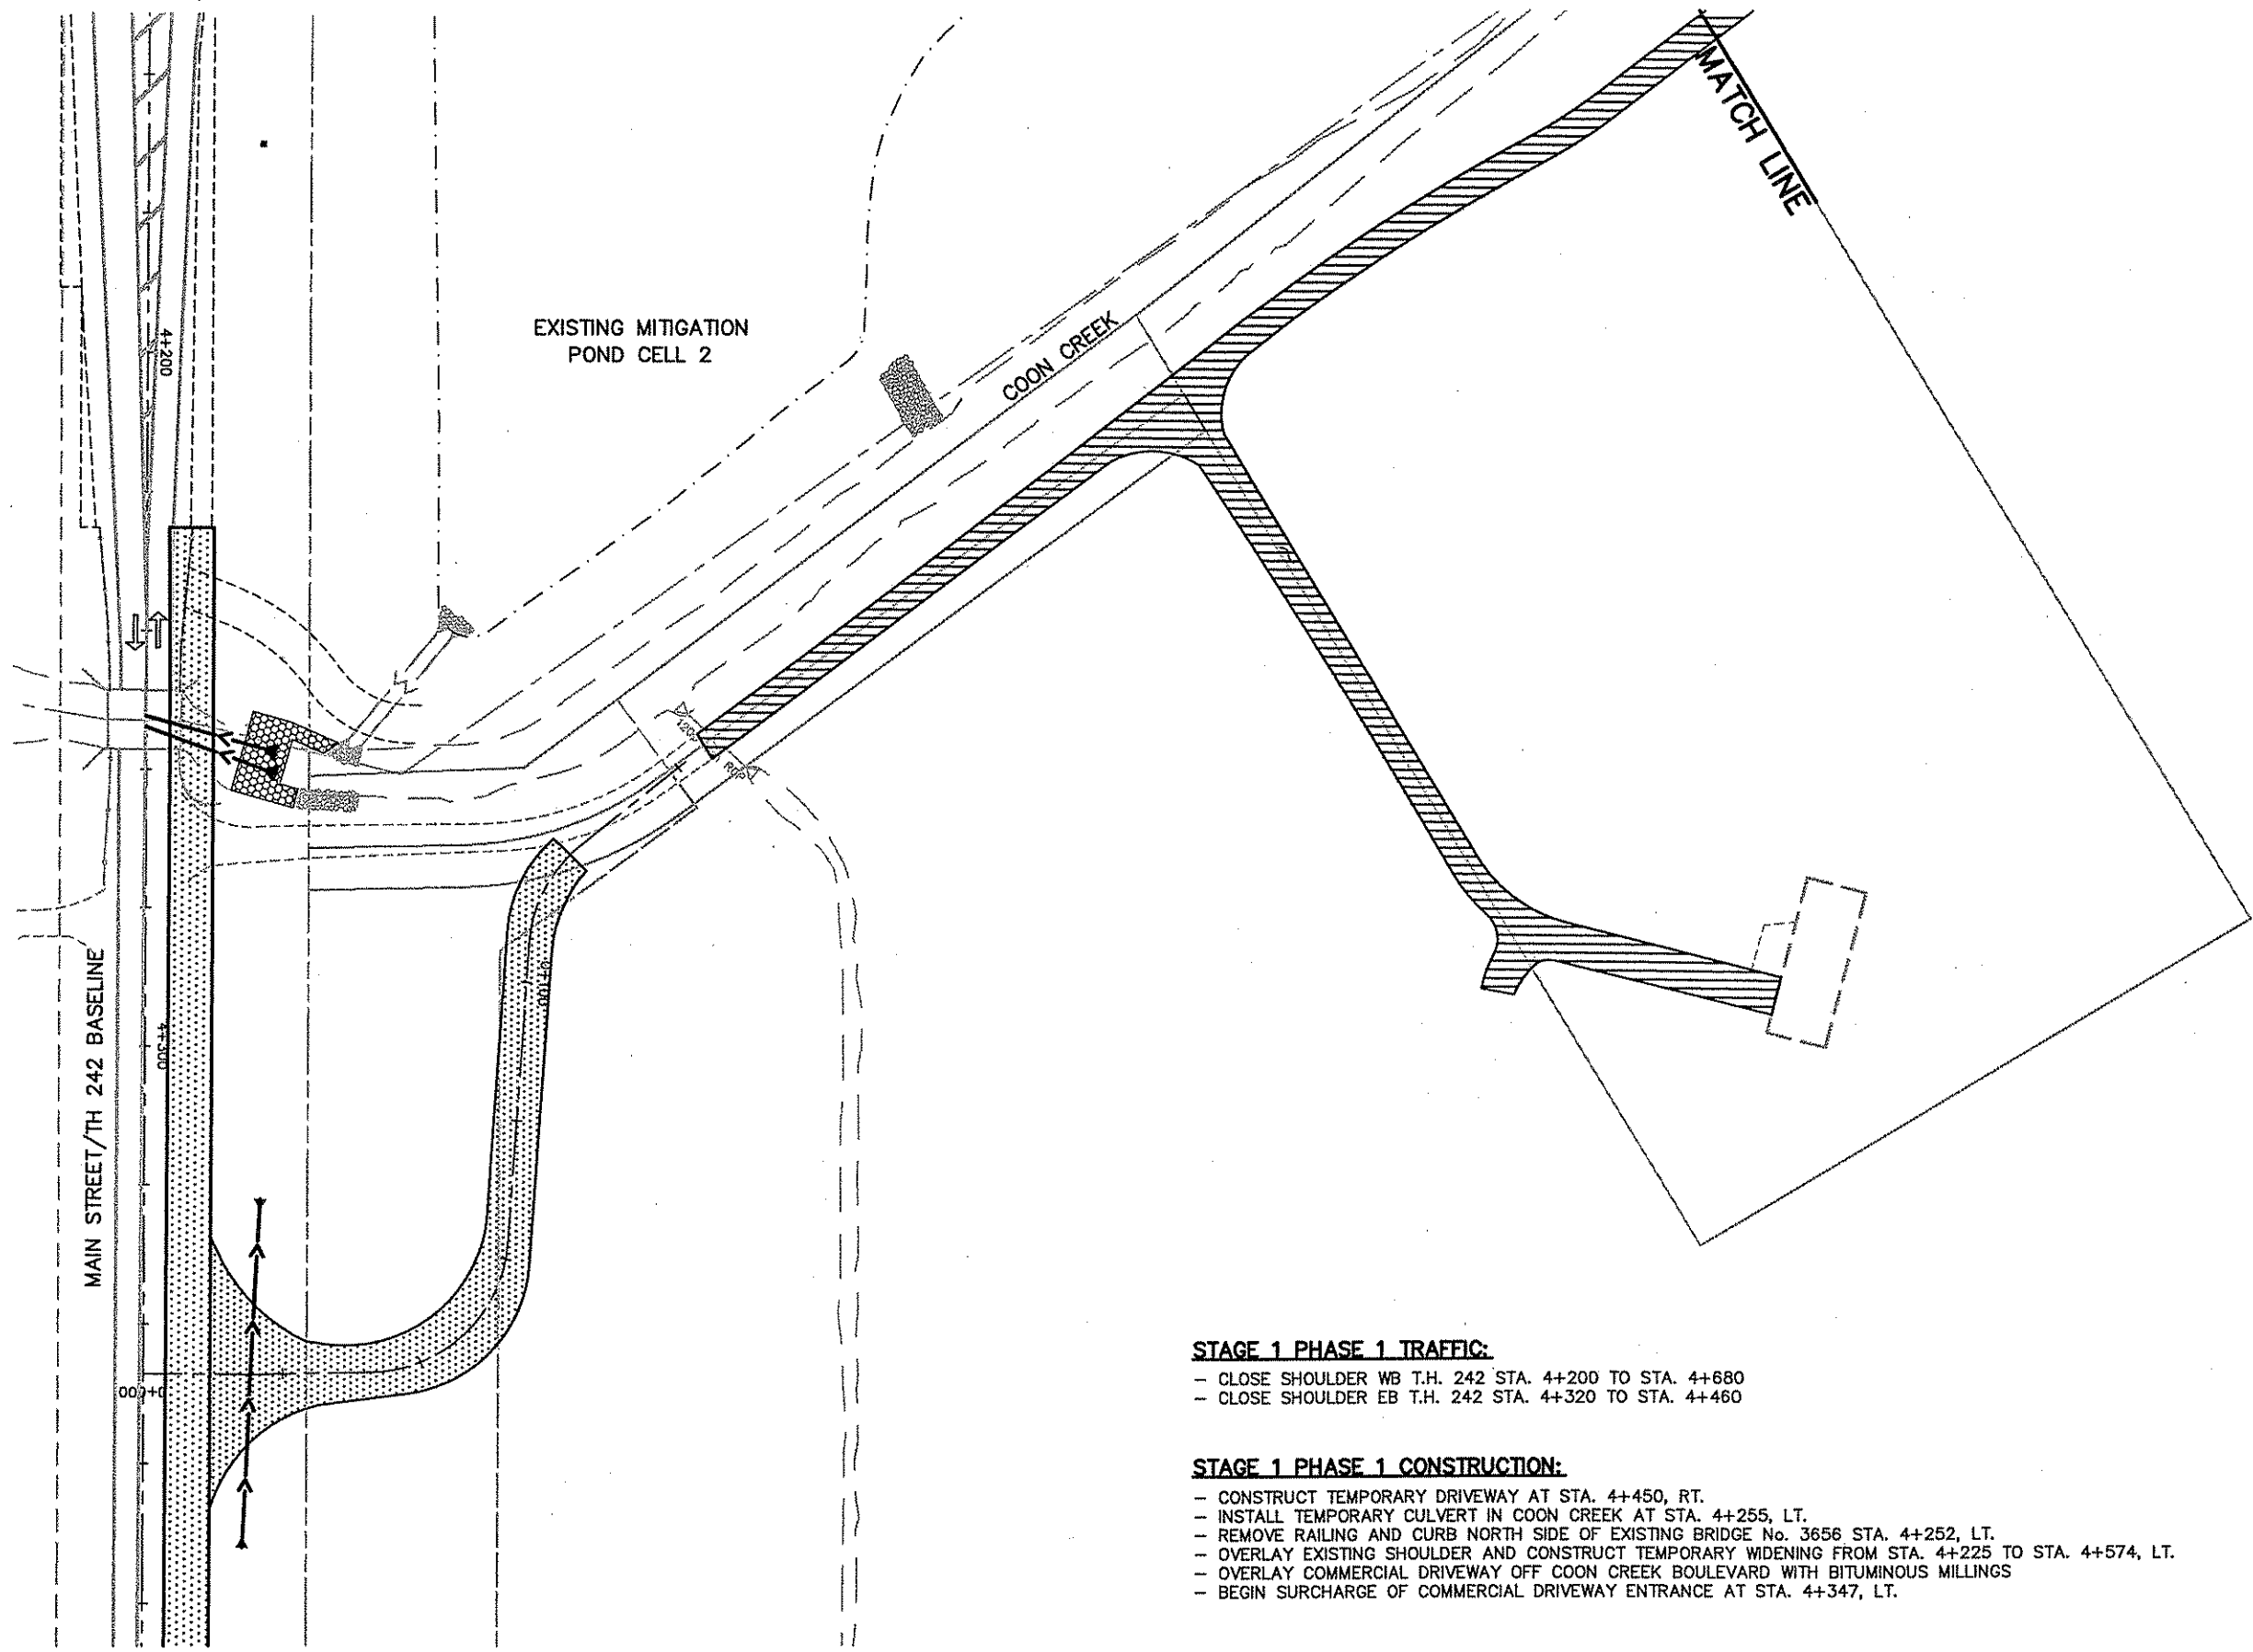 MATCH LINE
4+200
EXISTING MITIGATION
POND CELL 2
COON CREEK
MAIN STREET/TH 242 BASELINE
4+300
0+100
0+000
STAGE 1 PHASE 1 TRAFFIC:
– CLOSE SHOULDER WB T.H. 242 STA. 4+200 TO STA. 4+680
– CLOSE SHOULDER EB T.H. 242 STA. 4+320 TO STA. 4+460
STAGE 1 PHASE 1 CONSTRUCTION:
– CONSTRUCT TEMPORARY DRIVEWAY AT STA. 4+450, RT.
– INSTALL TEMPORARY CULVERT IN COON CREEK AT STA. 4+255, LT.
– REMOVE RAILING AND CURB NORTH SIDE OF EXISTING BRIDGE No. 3656 STA. 4+252, LT.
– OVERLAY EXISTING SHOULDER AND CONSTRUCT TEMPORARY WIDENING FROM STA. 4+225 TO STA. 4+574, LT.
– OVERLAY COMMERCIAL DRIVEWAY OFF COON CREEK BOULEVARD WITH BITUMINOUS MILLINGS
– BEGIN SURCHARGE OF COMMERCIAL DRIVEWAY ENTRANCE AT STA. 4+347, LT.